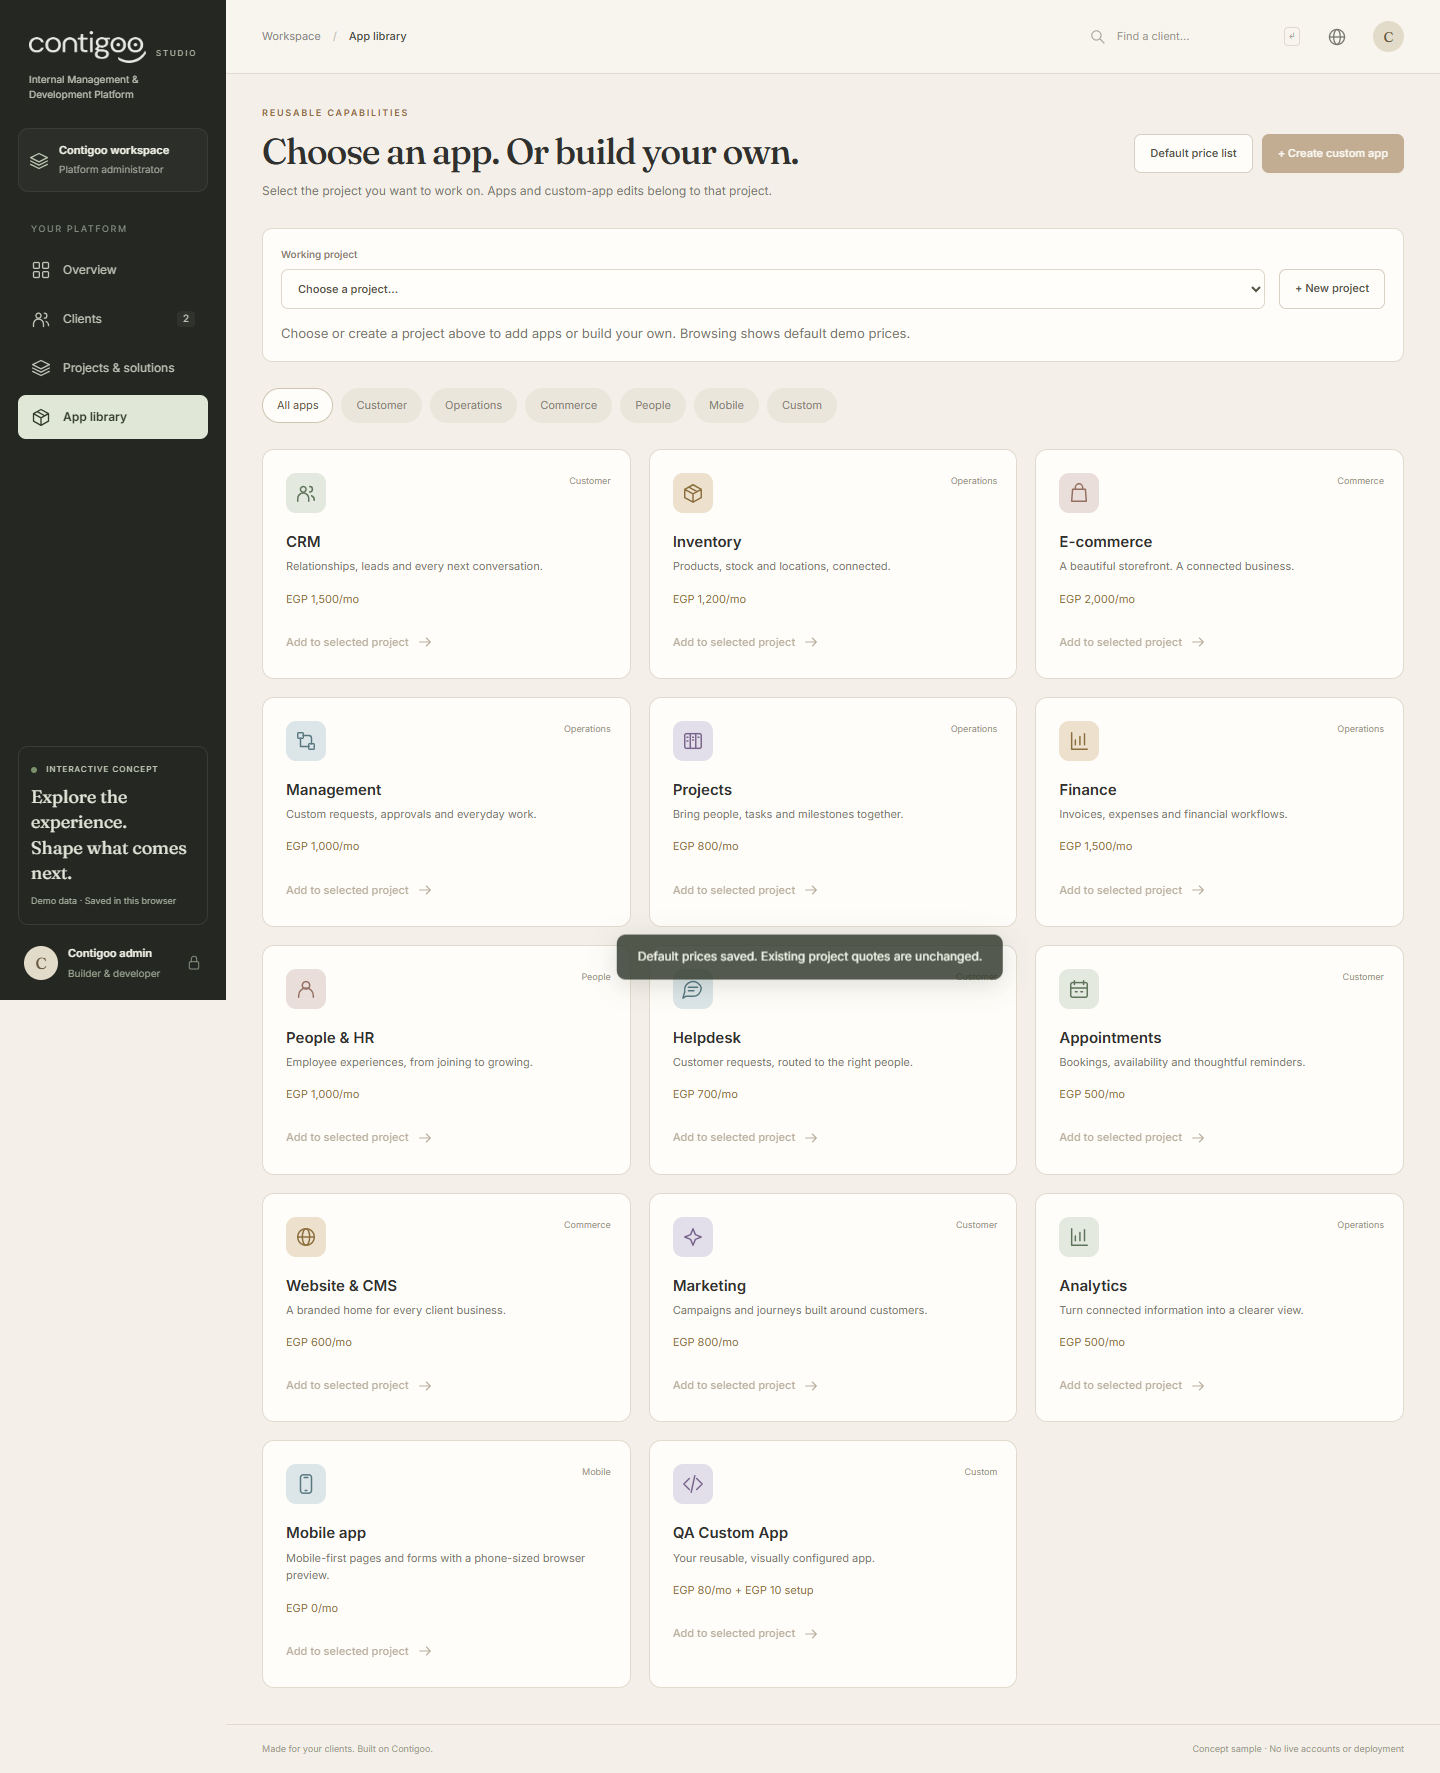 contigoo STUDIO
Internal Management &
Development Platform
Contigoo workspace
Platform administrator
YOUR PLATFORM
Overview
Clients 2
Projects & solutions
App library
INTERACTIVE CONCEPT
Explore the
experience.
Shape what comes
next.
Demo data · Saved in this browser
C
Contigoo admin
Builder & developer
Workspace / App library
Find a client...
C
REUSABLE CAPABILITIES
Choose an app. Or build your own.
Select the project you want to work on. Apps and custom-app edits belong to that project.
Default price list
+ Create custom app
Working project
Choose a project...
+ New project
Choose or create a project above to add apps or build your own. Browsing shows default demo prices.
All apps
Customer
Operations
Commerce
People
Mobile
Custom
Customer
CRM
Relationships, leads and every next conversation.
EGP 1,500/mo
Add to selected project →
Operations
Inventory
Products, stock and locations, connected.
EGP 1,200/mo
Add to selected project →
Commerce
E-commerce
A beautiful storefront. A connected business.
EGP 2,000/mo
Add to selected project →
Operations
Management
Custom requests, approvals and everyday work.
EGP 1,000/mo
Add to selected project →
Operations
Projects
Bring people, tasks and milestones together.
EGP 800/mo
Add to selected project →
Operations
Finance
Invoices, expenses and financial workflows.
EGP 1,500/mo
Add to selected project →
Default prices saved. Existing project quotes are unchanged.
People
People & HR
Employee experiences, from joining to growing.
EGP 1,000/mo
Add to selected project →
Customer
Helpdesk
Customer requests, routed to the right people.
EGP 700/mo
Add to selected project →
Customer
Appointments
Bookings, availability and thoughtful reminders.
EGP 500/mo
Add to selected project →
Commerce
Website & CMS
A branded home for every client business.
EGP 600/mo
Add to selected project →
Customer
Marketing
Campaigns and journeys built around customers.
EGP 800/mo
Add to selected project →
Operations
Analytics
Turn connected information into a clearer view.
EGP 500/mo
Add to selected project →
Mobile
Mobile app
Mobile-first pages and forms with a phone-sized browser
preview.
EGP 0/mo
Add to selected project →
Custom
QA Custom App
Your reusable, visually configured app.
EGP 80/mo + EGP 10 setup
Add to selected project →
Made for your clients. Built on Contigoo.
Concept sample · No live accounts or deployment